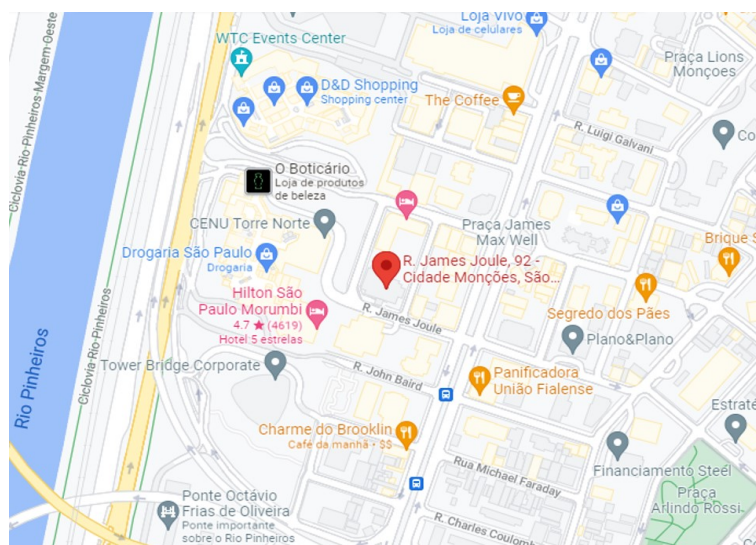 Loja Vivo
Loja de celulares
WTC Events Center
Praça Lions
Monçoes
D&D Shopping
Shopping center
The Coffee
R. Luigi Galvani
Co
Ciclovia Rio Pinheiros-Margem Oeste
O Boticário
Loja de produtos
de beleza
CENU Torre Norte
Praça James
Max Well
Brique S
Drogaria São Paulo
Drogaria
R. James Joule, 92 -
Cidade Monções, São...
Hilton São
Paulo Morumbi
4.7 ★ (4619)
Hotel 5 estrelas
R. James Joule
Segredo dos Pães
Plano&Plano
Rio Pinheiros
Ciclovia-Rio-Pinheiros
Tower Bridge Corporate
R. John Baird
Panificadora
União Fialense
Estraté
Charme do Brooklin
Café da manhã • $$
Rua Michael Faraday
Financiamento Steel
Praça
Arlindo Rossi
Ponte Octávio
Frias de Oliveira
Ponte importante
sobre o Rio Pinheiros
R. Charles Coulomb